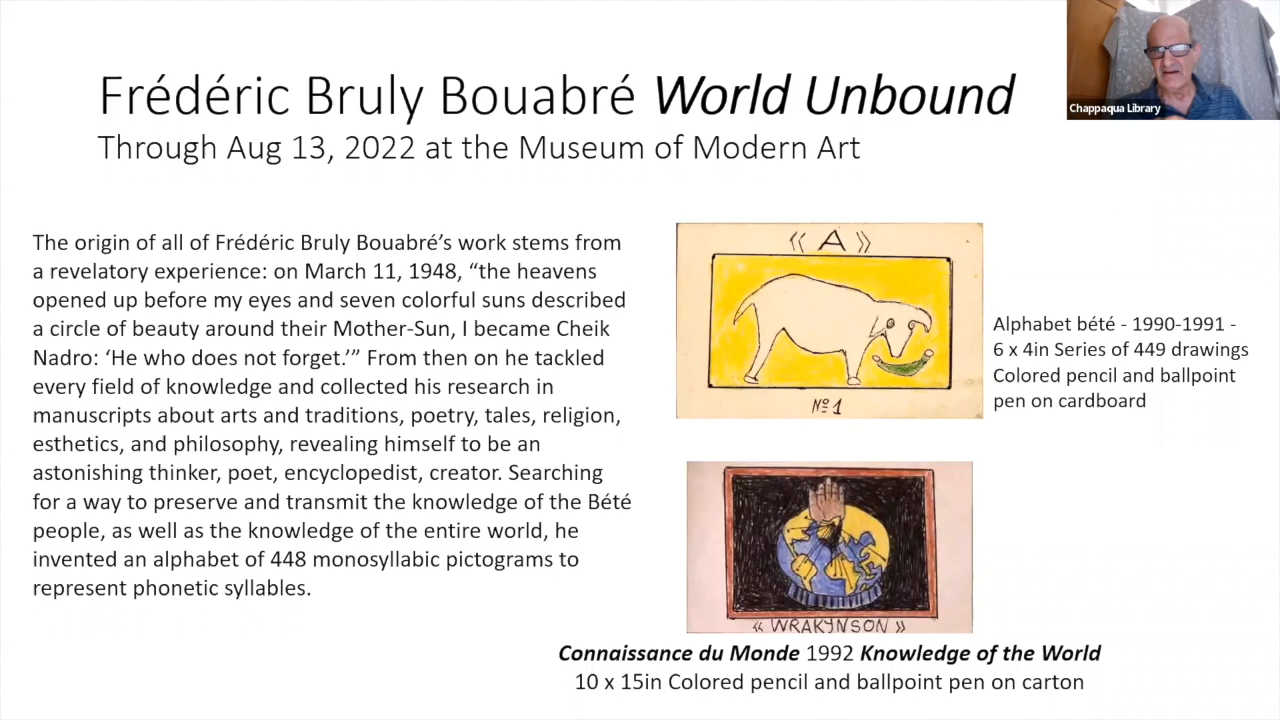 Frédéric Bruly Bouabré World Unbound
Through Aug 13, 2022 at the Museum of Modern Art
Chappaqua Library
The origin of all of Frédéric Bruly Bouabré’s work stems from
a revelatory experience: on March 11, 1948, “the heavens
opened up before my eyes and seven colorful suns described
a circle of beauty around their Mother-Sun, I became Cheik
Nadro: ‘He who does not forget.’” From then on he tackled
every field of knowledge and collected his research in
manuscripts about arts and traditions, poetry, tales, religion,
esthetics, and philosophy, revealing himself to be an
astonishing thinker, poet, encyclopedist, creator. Searching
for a way to preserve and transmit the knowledge of the Bété
people, as well as the knowledge of the entire world, he
invented an alphabet of 448 monosyllabic pictograms to
represent phonetic syllables.
« A »
Nº 1
Alphabet bété - 1990-1991 -
6 x 4in Series of 449 drawings
Colored pencil and ballpoint
pen on cardboard
« WRAKYNSON »
Connaissance du Monde 1992 Knowledge of the World
10 x 15in Colored pencil and ballpoint pen on carton